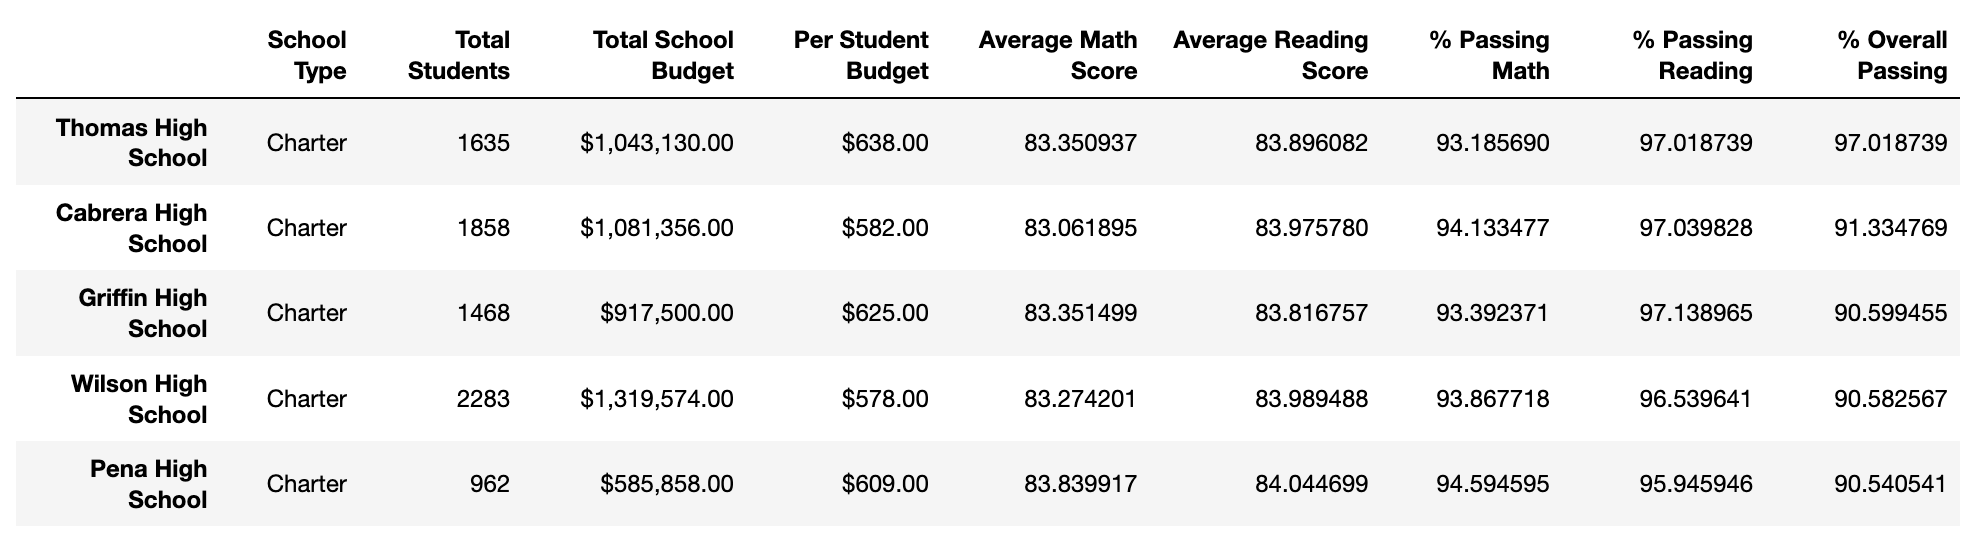 School Type Total Students Total School Budget Per Student Budget Average Math Score Average Reading Score % Passing Math % Passing Reading % Overall Passing
Thomas High School Charter 1635 $1,043,130.00 $638.00 83.350937 83.896082 93.185690 97.018739 97.018739
Cabrera High School Charter 1858 $1,081,356.00 $582.00 83.061895 83.975780 94.133477 97.039828 91.334769
Griffin High School Charter 1468 $917,500.00 $625.00 83.351499 83.816757 93.392371 97.138965 90.599455
Wilson High School Charter 2283 $1,319,574.00 $578.00 83.274201 83.989488 93.867718 96.539641 90.582567
Pena High School Charter 962 $585,858.00 $609.00 83.839917 84.044699 94.594595 95.945946 90.540541